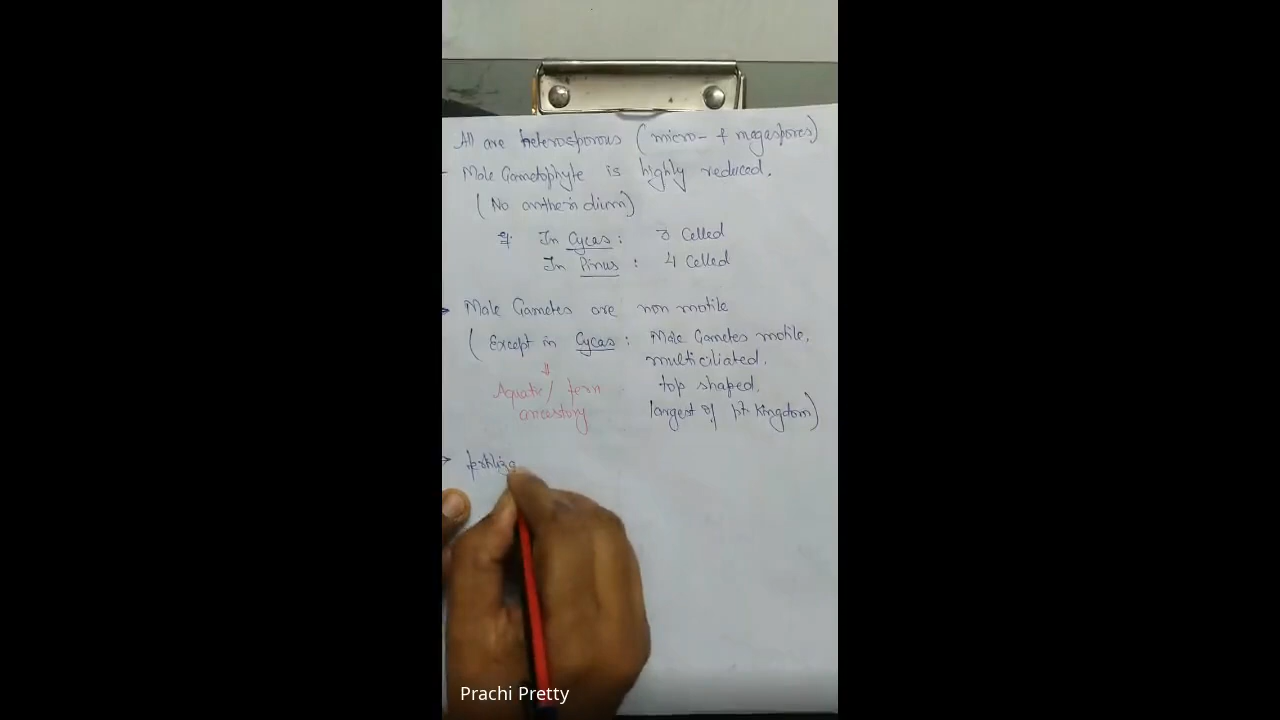 All are heterosporous (micro- & megaspores)
- Male Gametophyte is highly reduced.
(No antheridium)
In Cycas : 3 Celled
In Pinus : 4 Celled
→ Male Gametes are non motile
(Except in Cycas : Male Gametes motile,
multiciliated.
⇓
top shaped.
Aquatic/ fern
ancestory
largest of pt. Kingdom)
→ fertiliza
Prachi Pretty